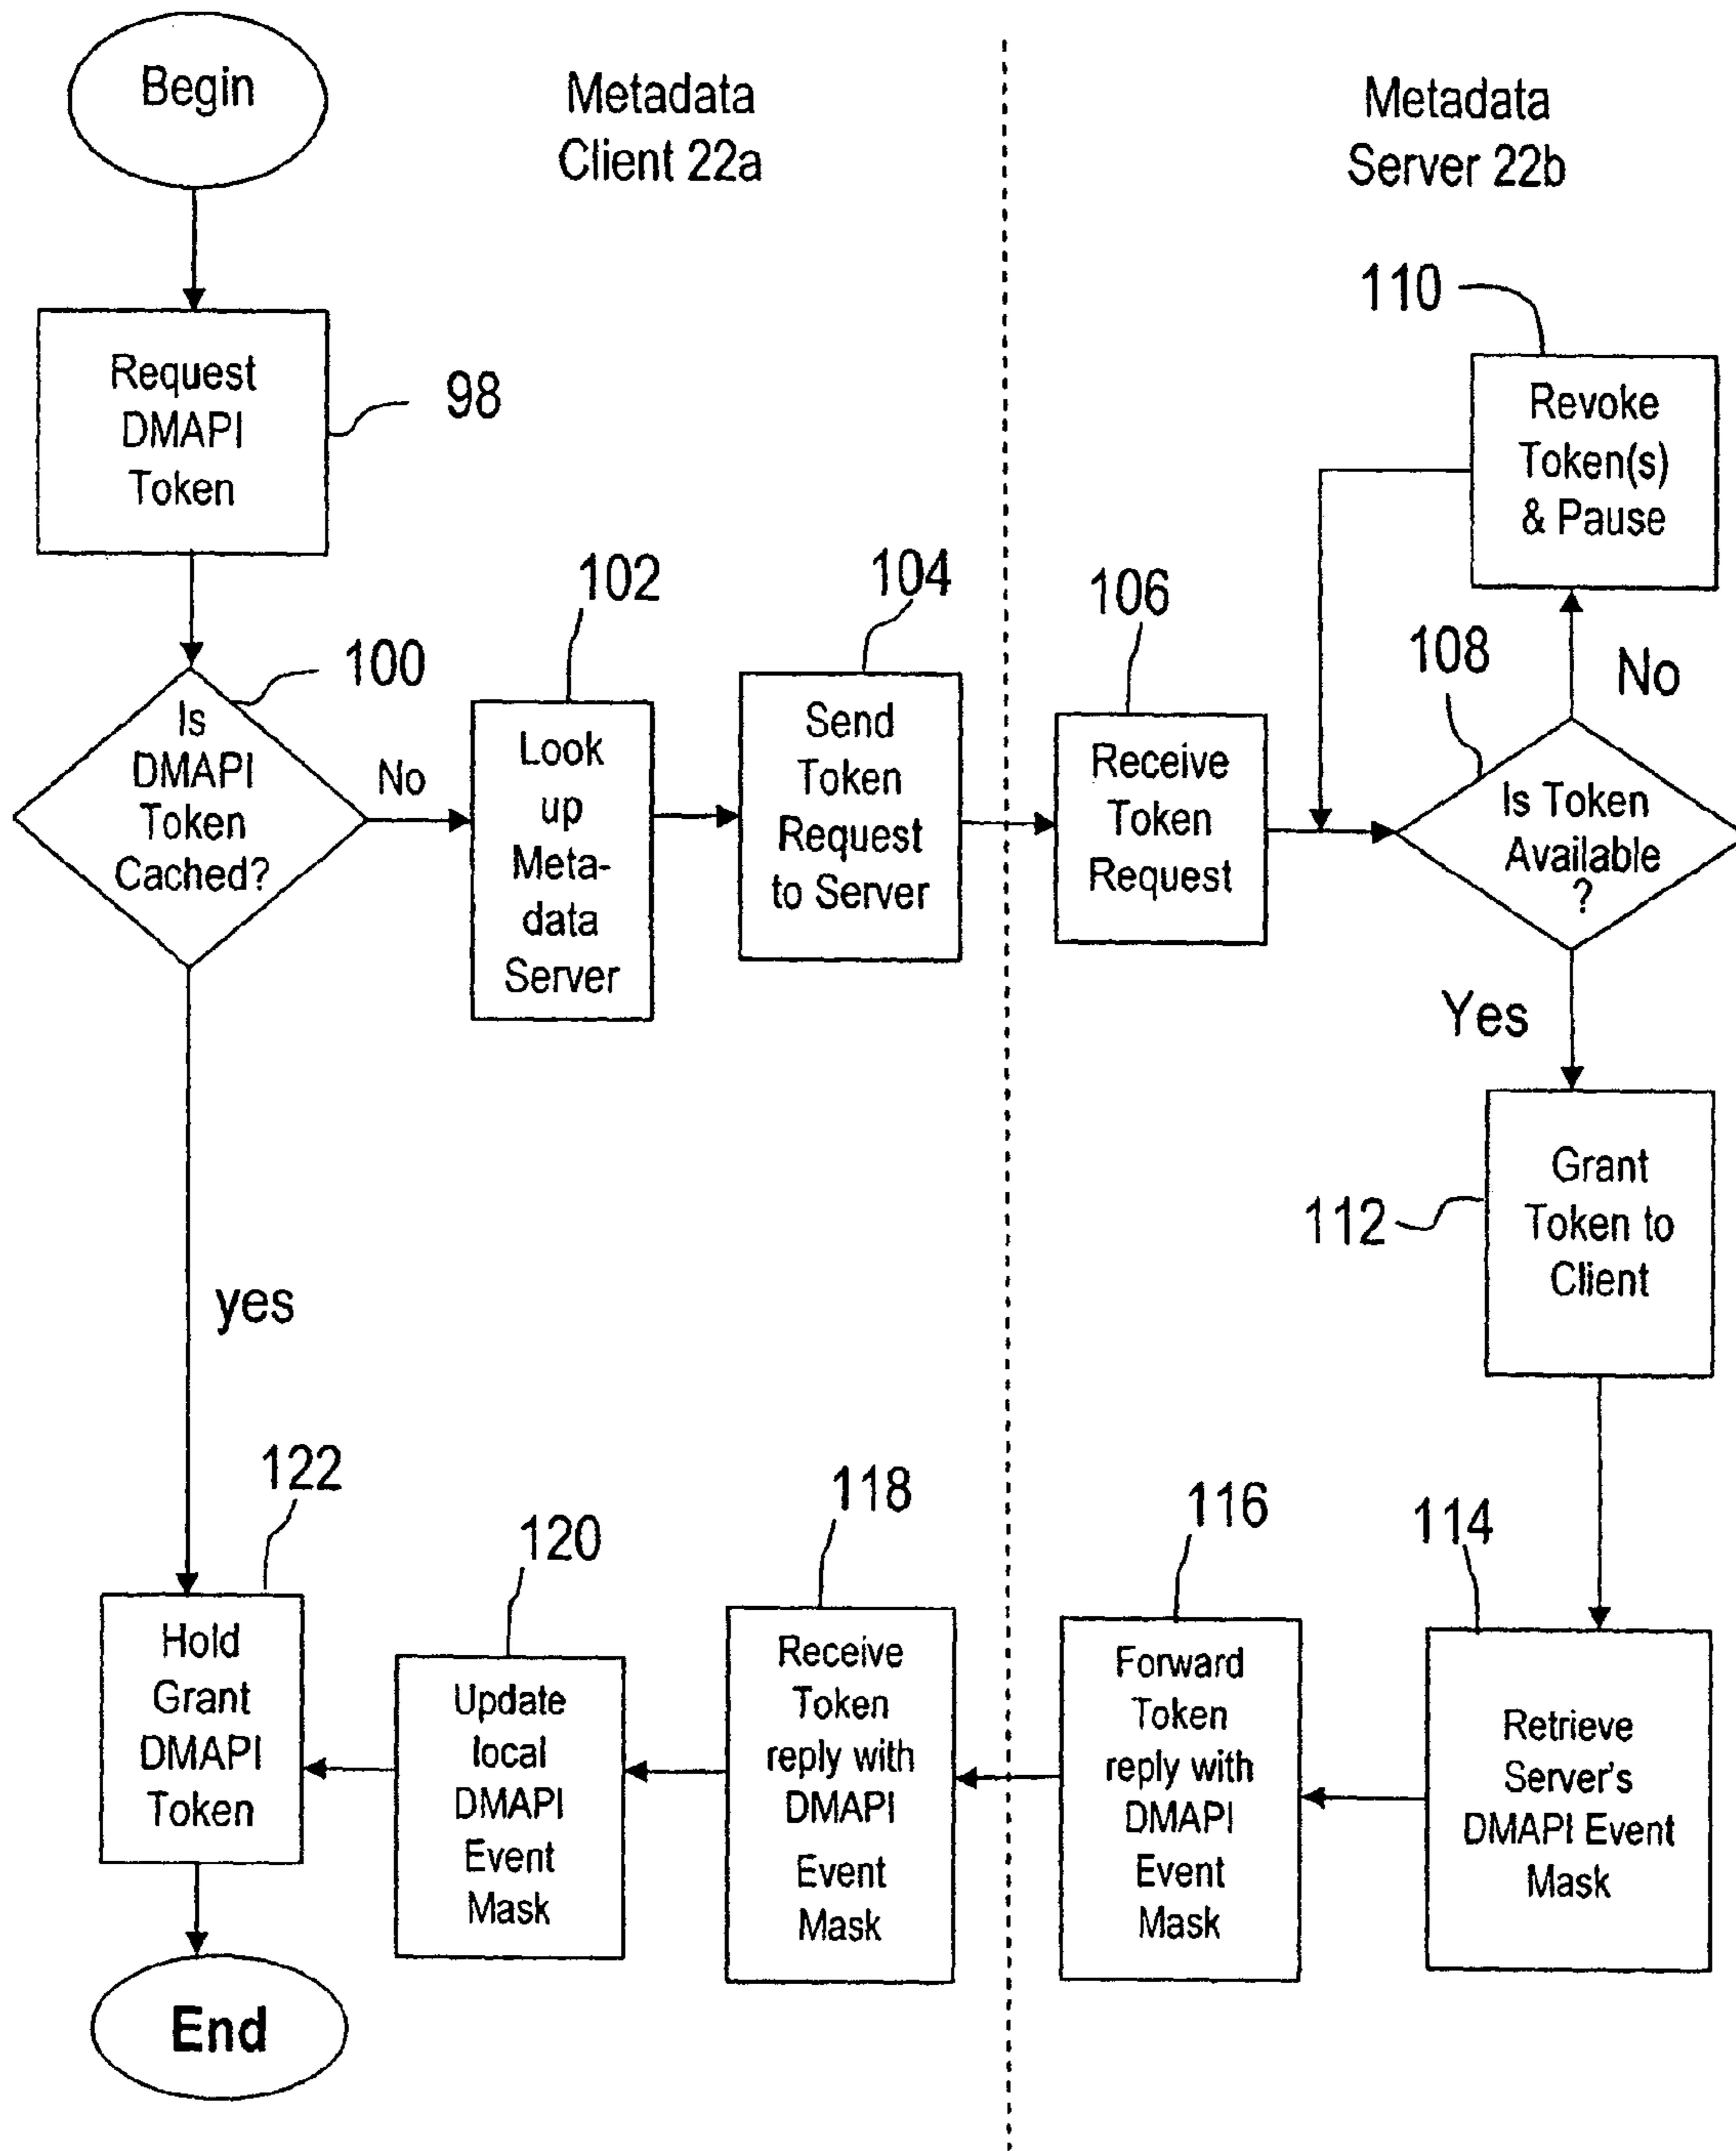 Begin
Metadata
Client 22a
Metadata
Server 22b
Request
DMAPI
Token
98
110
Revoke
Token(s)
& Pause
100
Is
DMAPI
Token
Cached?
No
102
Look
up
Meta-
data
Server
104
Send
Token
Request
to Server
106
Receive
Token
Request
108
No
Is Token
Available
?
Yes
yes
112
Grant
Token to
Client
114
Retrieve
Server's
DMAPI Event
Mask
116
Forward
Token
reply with
DMAPI
Event
Mask
118
Receive
Token
reply with
DMAPI
Event
Mask
120
Update
local
DMAPI
Event
Mask
122
Hold
Grant
DMAPI
Token
End